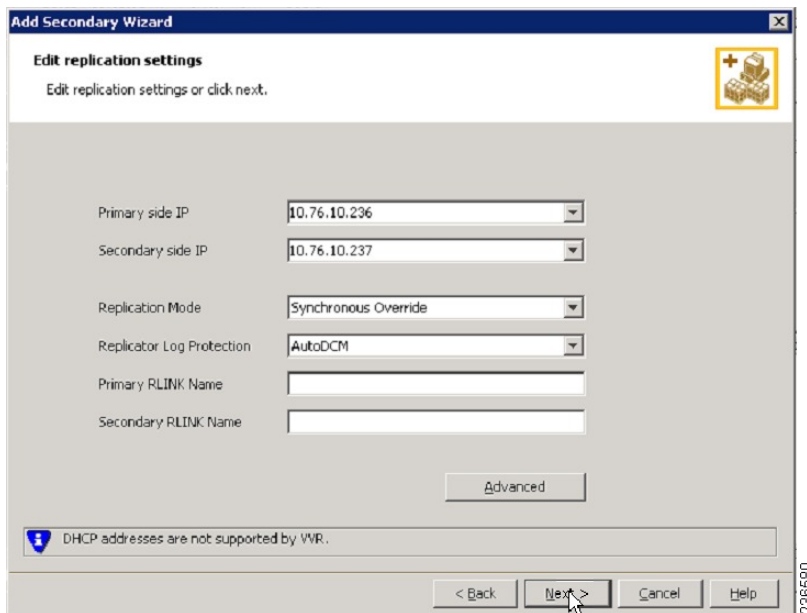 Add Secondary Wizard
Edit replication settings
Edit replication settings or click next.
Primary side IP 10.76.10.236
Secondary side IP 10.76.10.237
Replication Mode Synchronous Override
Replicator Log Protection AutoDCM
Primary RLINK Name
Secondary RLINK Name
Advanced
DHCP addresses are not supported by VVR.
< Back Next > Cancel Help